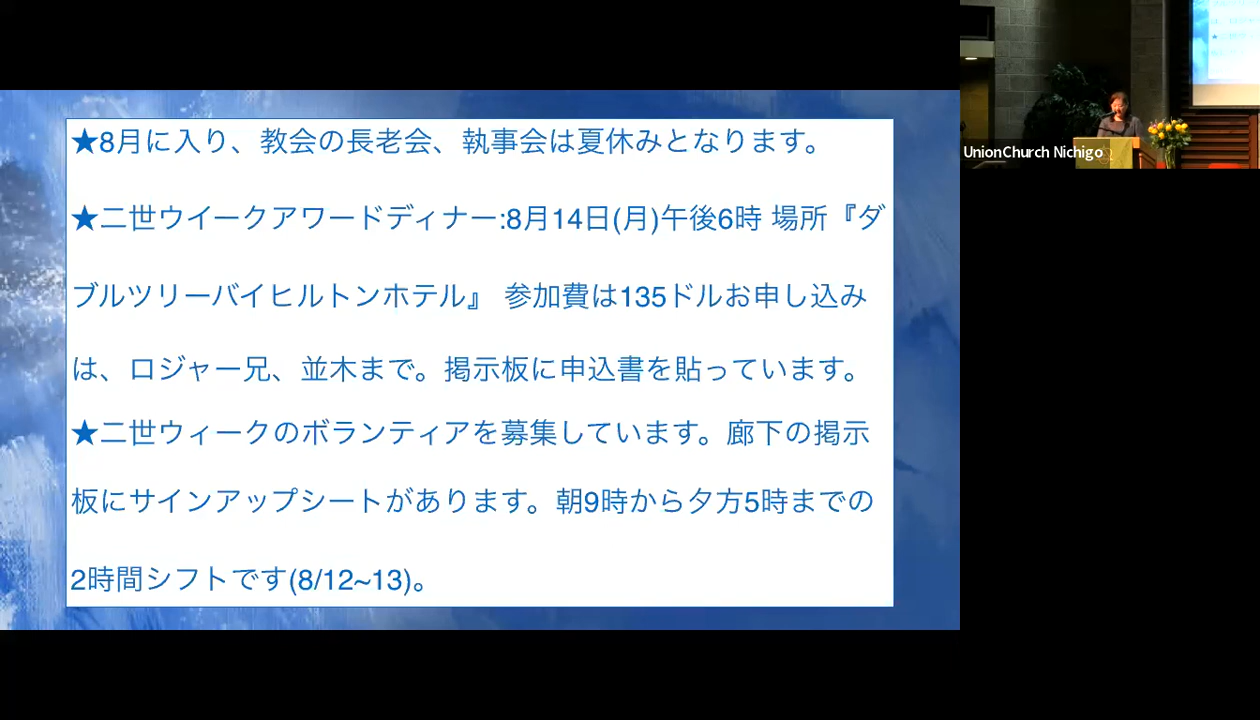 ★8月に入り、教会の長老会、執事会は夏休みとなります。
★二世ウイークアワードディナー:8月14日(月)午後6時 場所『ダ
ブルツリーバイヒルトンホテル』 参加費は135ドルお申し込み
は、ロジャー兄、並木まで。掲示板に申込書を貼っています。
★二世ウィークのボランティアを募集しています。廊下の掲示
板にサインアップシートがあります。朝9時から夕方5時までの
2時間シフトです(8/12~13)。
UnionChurch Nichigo